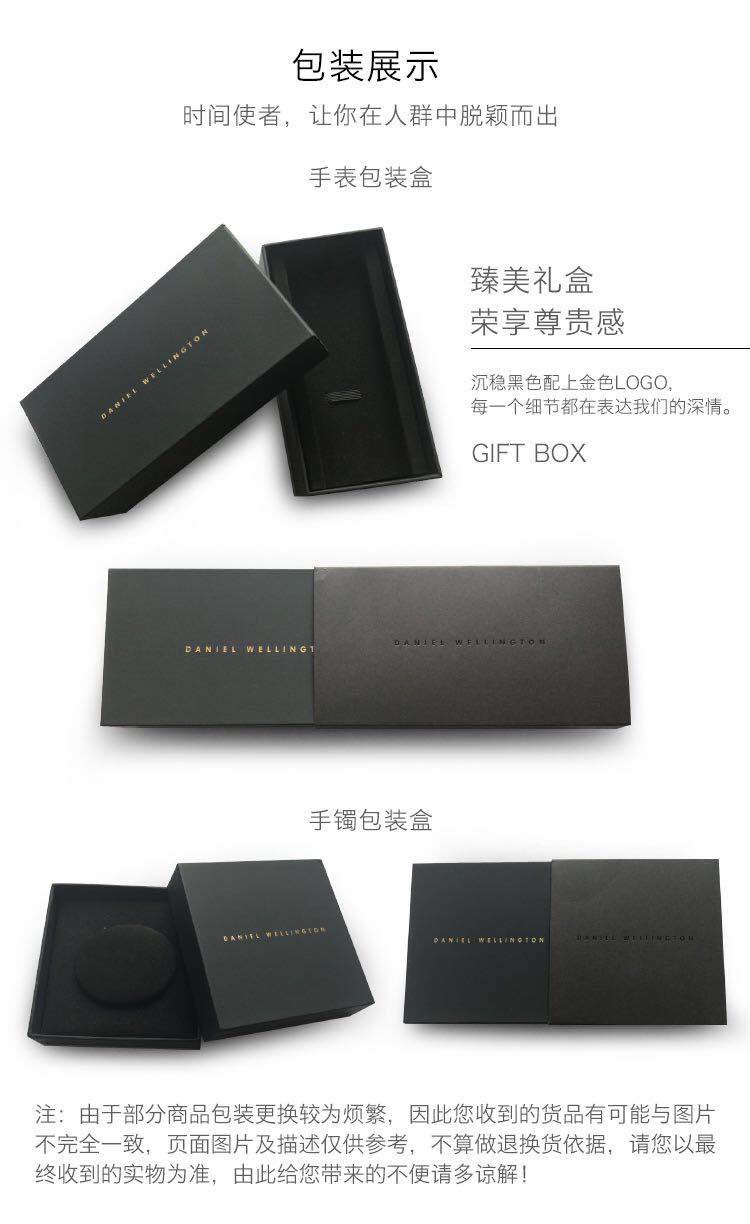 包装展示
时间使者，让你在人群中脱颖而出
手表包装盒
DANIEL WELLINGTON
臻美礼盒
荣享尊贵感
沉稳黑色配上金色LOGO,
每一个细节都在表达我们的深情。
GIFT BOX
DANIEL WELLINGT
DANIEL WELLINGTON
手镯包装盒
DANIEL WELLINGTON
DANIEL WELLINGTON
DANIEL WELLINGTON
注：由于部分商品包装更换较为烦繁，因此您收到的货品有可能与图片
不完全一致，页面图片及描述仅供参考，不算做退换货依据，请您以最
终收到的实物为准，由此给您带来的不便请多谅解！